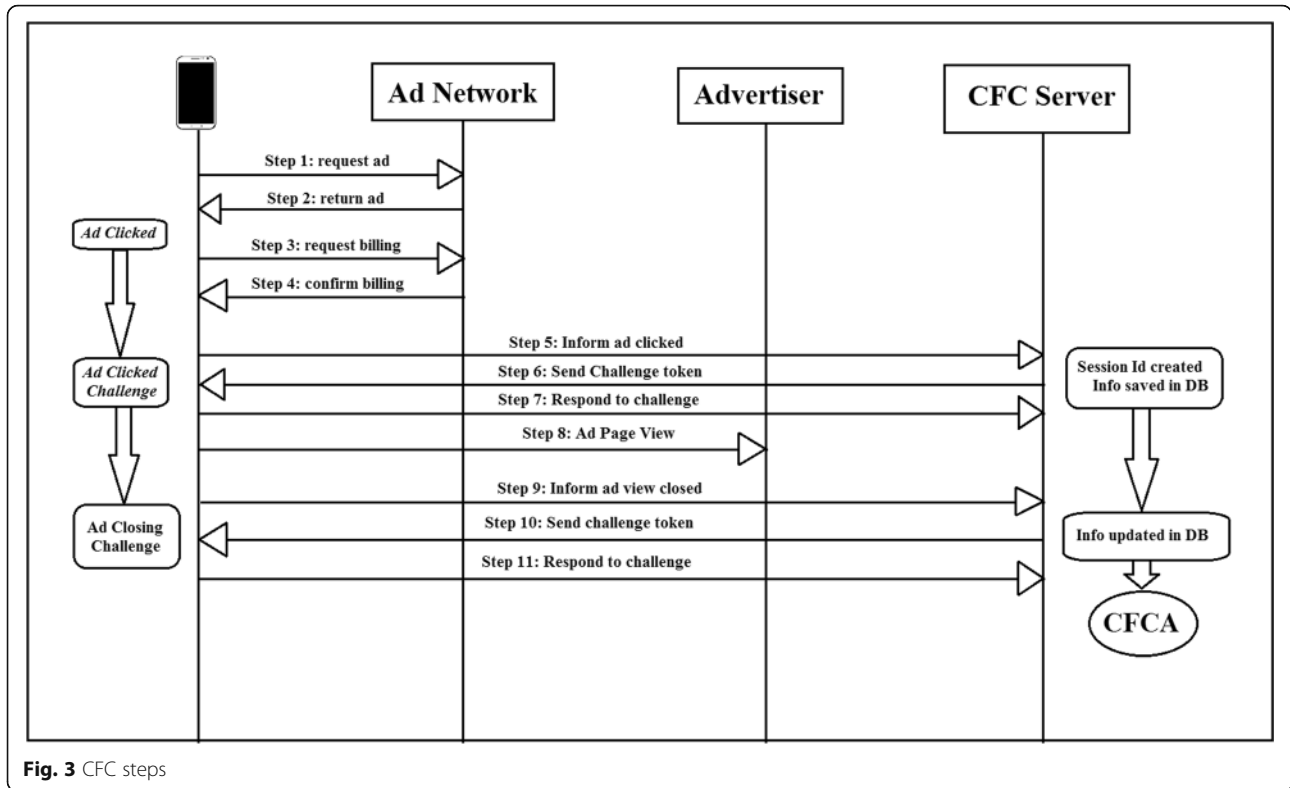 Ad Network
Advertiser
CFC Server
Step 1: request ad
Step 2: return ad
Ad Clicked
Step 3: request billing
Step 4: confirm billing
Step 5: Inform ad clicked
Ad Clicked
Challenge
Step 6: Send Challenge token
Session Id created
Info saved in DB
Step 7: Respond to challenge
Step 8: Ad Page View
Step 9: Inform ad view closed
Ad Closing
Challenge
Step 10: Send challenge token
Info updated in DB
Step 11: Respond to challenge
CFCA
Fig. 3 CFC steps